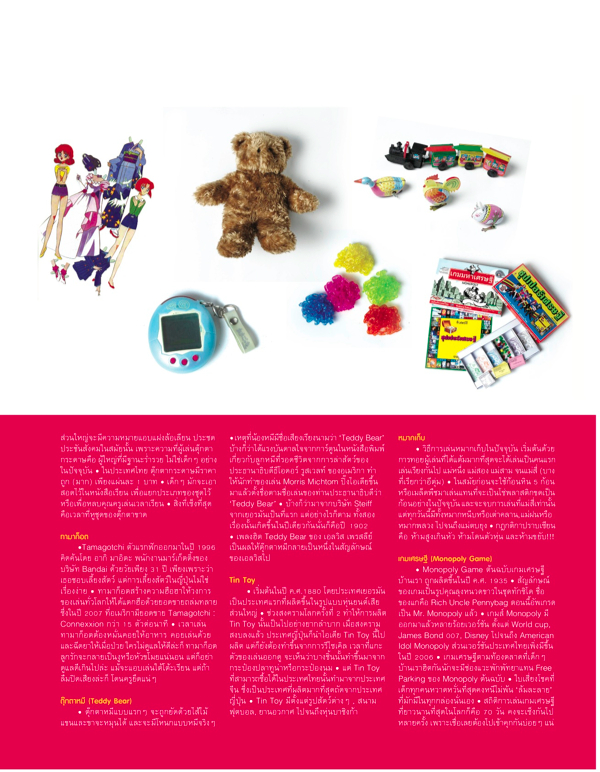 เกมมหาเศรษฐี
ส่วนใหญ่จะมีความหมายแอบแฝงล้อเลียน ประชด
ประชันสังคมในสมัยนั้น เพราะความที่ผู้เล่นตุ๊กตา
กระดาษคือ ผู้ใหญ่ที่มีฐานะร่ำรวย ไม่ใช่เด็กๆ อย่าง
ในปัจจุบัน • ในประเทศไทย ตุ๊กตากระดาษมีราคา
ถูก (มาก) เพียงแผ่นละ 1 บาท • เด็กๆ มักจะเอา
สอดไว้ในหนังสือเรียน เพื่อแยกประเภทของชุดไว้
หรือเพื่อหลบคุณครูเล่นเวลาเรียน • สิ่งที่เซ็งที่สุด
คือเวลาที่หูชุดของตุ๊กตาขาด
ทามาก็อต
•Tamagotchi ตัวแรกฟักออกมาในปี 1996
คิดค้นโดย อากิ มาอิตะ พนักงานมาร์เก็ตติ้งของ
บริษัท Bandai ด้วยวัยเพียง 31 ปี เพียงเพราะว่า
เธอชอบเลี้ยงสัตว์ แต่การเลี้ยงสัตว์ในญี่ปุ่นไม่ใช่
เรื่องง่าย • ทามาก็อตสร้างความฮือฮาให้วงการ
ของเล่นทั่วโลกให้ได้แตกฮือด้วยยอดขายถล่มทลาย
ซึ่งในปี 2007 ที่อเมริกามียอดขาย Tamagotchi :
Connexion กว่า 15 ตัวต่อนาที • เวลาเล่น
ทามาก็อตต้องหมั่นคอยให้อาหาร คอยเล่นด้วย
และฉีดยาให้เมื่อป่วย ใครไม่ดูแลให้ดีล่ะก็ ทามาก็อต
ลูกรักจะกลายเป็นงูหรือหัวขโมยแน่นอน แต่ก็อย่า
ดูแลดีเกินไปล่ะ แม้จะแอบเล่นใต้โต๊ะเรียน แต่ถ้า
ลืมปิดเสียงล่ะก็ โดนครูยึดแน่ๆ
ตุ๊กตาหมี (Teddy Bear)
• ตุ๊กตาหมีแบบแรกๆ จะถูกยัดด้วยไส้ไม้
แขนและขาจะหมุนได้ และจะมีโหนกแบบหมีจริงๆ
•เหตุที่น้องหมีมีชื่อเสียงเรียงนามว่า "Teddy Bear"
บ้างก็ว่าได้แรงบันดาลใจจากการ์ตูนในหนังสือพิมพ์
เกี่ยวกับลูกหมีที่รอดชีวิตจากการล่าสัตว์ของ
ประธานาธิบดีธีโอดอร์ รูสเวลท์ ของอเมริกา ทำ
ให้นักทำของเล่น Morris Michtom ปิ๊งไอเดียขึ้น
มาแล้วตั้งชื่อตามชื่อเล่นของท่านประธานาธิบดีว่า
"Teddy Bear" • บ้างก็ว่ามาจากบริษัท Steiff
จากเยอรมันเป็นที่แรก แต่อย่างไรก็ตาม ทั้งสอง
เรื่องนั้นเกิดขึ้นในปีเดียวกันนั่นก็คือปี 1902
• เพลงฮิต Teddy Bear ของ เอลวิส เพรสลีย์
เป็นผลให้ตุ๊กตาหมีกลายเป็นหนึ่งในสัญลักษณ์
ของเอลวิสไป
Tin Toy
• เริ่มต้นในปี ค.ศ.1880 โดยประเทศเยอรมัน
เป็นประเทศแรกที่ผลิตขึ้นในรูปแบบหุ่นยนต์เสีย
ส่วนใหญ่ • ช่วงสงครามโลกครั้งที่ 2 ทำให้การผลิต
Tin Toy นั้นเป็นไปอย่างยากลำบาก เมื่อสงคราม
สงบลงแล้ว ประเทศญี่ปุ่นก็นำไอเดีย Tin Toy นี้ไป
ผลิต แต่ก็ยังต้องทำขึ้นจากการรีไซเคิล เวลาที่แกะ
ตัวของเล่นออกดู จะเห็นว่าบางชิ้นนั้นทำขึ้นมาจาก
กระป๋องปลาทูน่าหรือกระป๋องนม • แต่ Tin Toy
ที่สามารถซื้อได้ในประเทศไทยนั้นทำมาจากประเทศ
จีน ซึ่งเป็นประเทศที่ผลิตมากที่สุดถัดจากประเทศ
ญี่ปุ่น • Tin Toy มีตั้งแต่รูปสัตว์ต่างๆ , สนาม
ฟุตบอล, ยานอวกาศ ไปจนถึงหุ่นบาร์บิงก้า
หมากเก็บ
• วิธีการเล่นหมากเก็บในปัจจุบัน เริ่มต้นด้วย
การทอยผู้เล่นที่ได้แต้มมากที่สุดจะได้เล่นเป็นคนแรก
เล่นเรียงกันไป แม่หนึ่ง แม่สอง แม่สาม จนแม่สี่ (บาง
ที่เรียกว่าอีตุ่ม) • ในสมัยก่อนจะใช้ก้อนหิน 5 ก้อน
หรือเมล็ดพืชมาเล่นแทนที่จะเป็นไข่พลาสติกชดเป็น
ก้อนอย่างในปัจจุบัน และจะจบการเล่นที่แม่สี่เท่านั้น
แต่ทุกวันนี้มีทั้งหมากหนีบหรือเต่าคลาน,แม่ผ่นหรือ
หมากพลวง ไปจนถึงแม่ตบยุง • กฎกติกาปราบเซียน
คือ ห้ามสูงเกินหัว ห้ามโดนตัวหุ่น และห้ามขยับ!!!
เกมเศรษฐี (Monopoly Game)
• Monopoly Game ต้นฉบับเกมเศรษฐี
บ้านเรา ถูกผลิตขึ้นในปี ค.ศ. 1935 • สัญลักษณ์
ของเกมเป็นรูปคุณลุงหนวดขาวในชุดทักซิโด ชื่อ
ของแกคือ Rich Uncle Pennybag ตอนนี้อัพเกรด
เป็น Mr. Monopoly แล้ว • เกมส์ Monopoly มี
ออกมาแล้วหลายร้อยเวอร์ชัน ตั้งแต่ World cup,
James Bond 007, Disney ไปจนถึง American
Idol Monopoly ส่วนเวอร์ชันประเทศไทยเพิ่งมีขึ้น
ในปี 2006 • เกมเศรษฐีตามท้องตลาดที่เด็กๆ
บ้านเราฮิตกันนักจะมีช่องแวะพักพัทยาแทน Free
Parking ของ Monopoly ต้นฉบับ • ใบเสี่ยงโชคที่
เด็กทุกคนหวาดหวั่นที่สุดคงหนีไม่พ้น "ล้มละลาย"
ที่มักมีในทุกกล่องนั่นเอง • สถิติการเล่นเกมเศรษฐี
ที่ยาวนานที่สุดในโลกก็คือ 70 วัน คงจะเซ็งกันไป
หลายครั้ง เพราะเชื่อเลยต้องไปเข้าคุกกันบ่อยๆ แน่